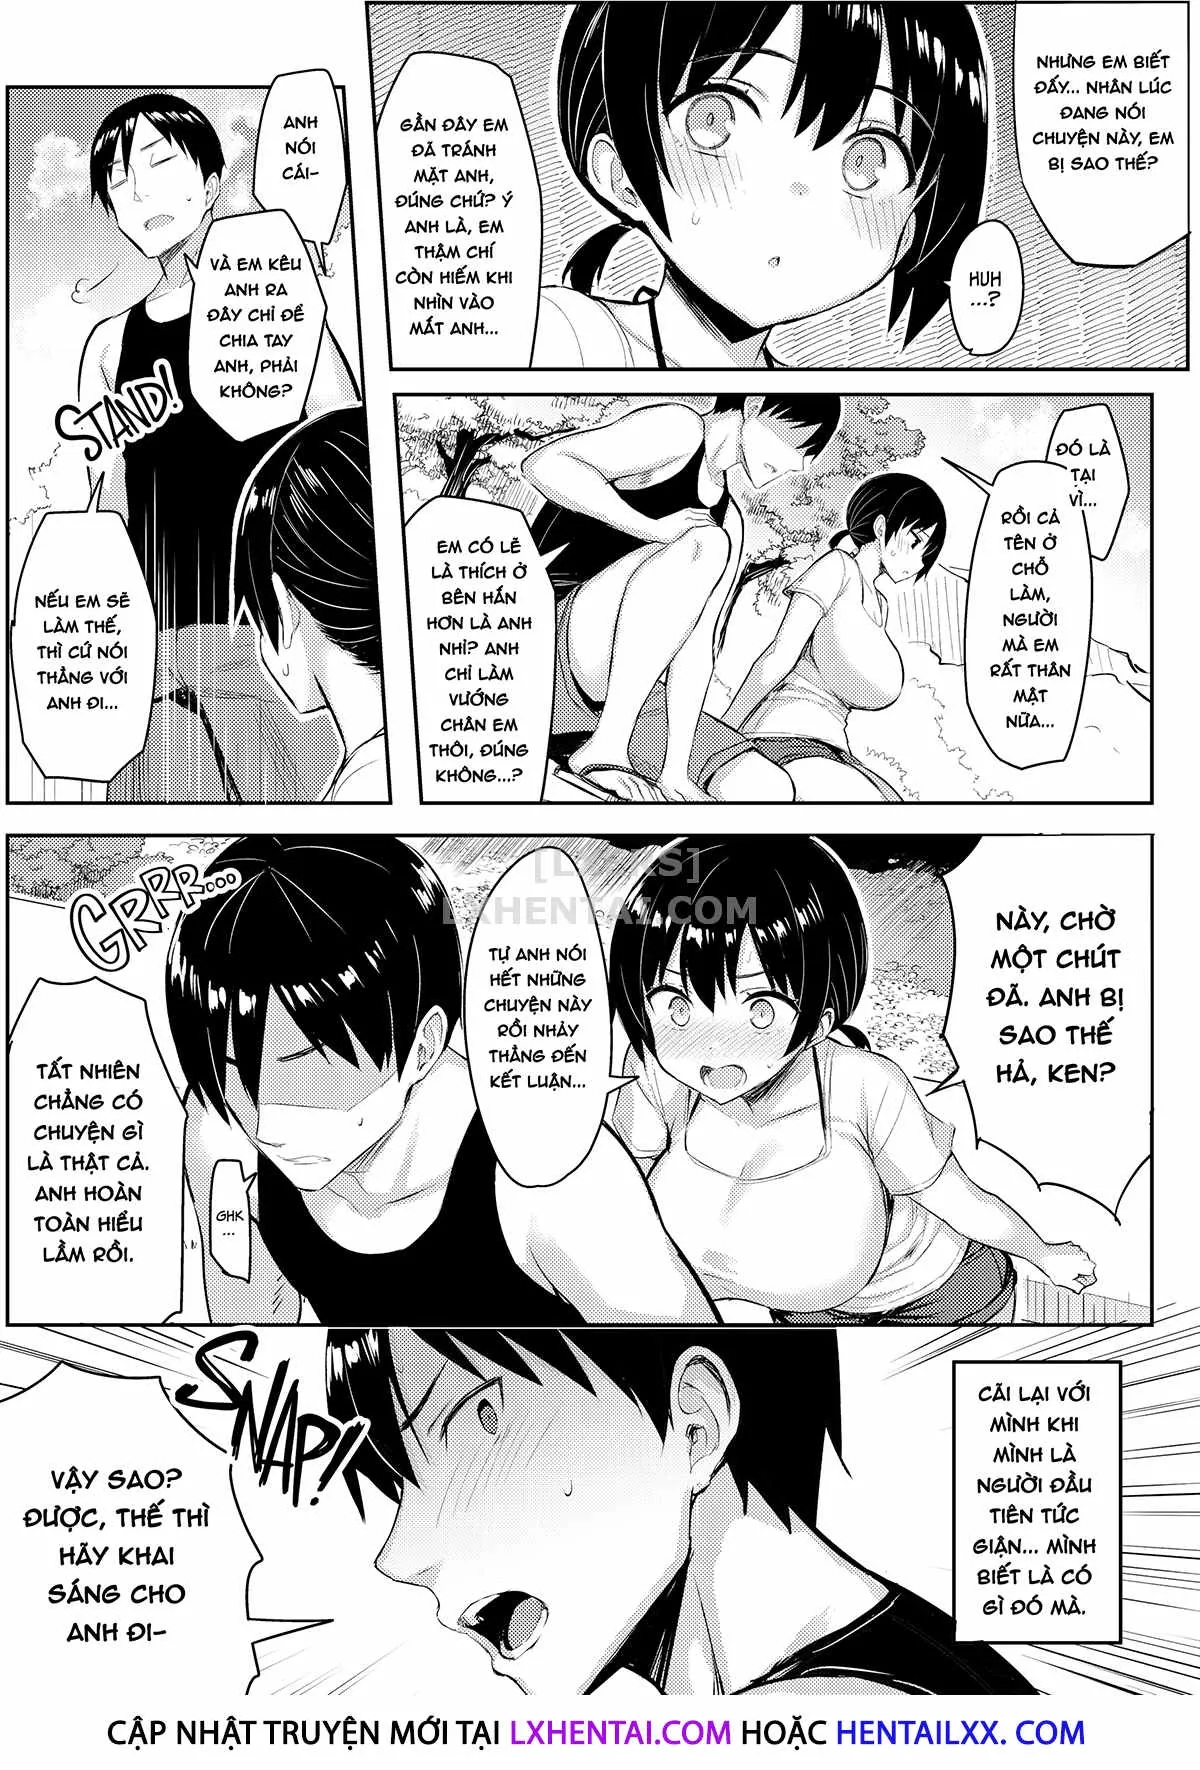 NHƯNG EM BIẾT
ĐẤY... NHÂN LÚC
ĐANG NÓI
CHUYỆN NÀY, EM
BỊ SAO THẾ?
HUH
...?
GẦN ĐÂY EM
ĐÃ TRÁNH
MẶT ANH,
ĐÚNG CHỨ? Ý
ANH LÀ, EM
THẬM CHÍ
CÒN HIẾM KHI
NHÌN VÀO
MẮT ANH...
ĐÓ LÀ
TẠI
VÌ...
RỒI CẢ
TÊN Ở
CHỖ
LÀM,
NGƯỜI
MÀ EM
RẤT THÂN
MẬT
NỮA...
EM CÓ LẼ
LÀ THÍCH Ở
BÊN HẮN
HƠN LÀ ANH
NHỈ? ANH
CHỈ LÀM
VƯỚNG
CHÂN EM
THÔI, ĐÚNG
KHÔNG...?
ANH
NÓI
CÁI-
VÀ EM KÊU
ANH RA
ĐÂY CHỈ ĐỂ
CHIA TAY
ANH, PHẢI
KHÔNG?
STAND!
NẾU EM SẼ
LÀM THẾ,
THÌ CỨ NÓI
THẲNG VỚI
ANH ĐI...
NÀY, CHỜ
MỘT CHÚT
ĐÃ. ANH BỊ
SAO THẾ
HẢ, KEN?
LXHENTAI.COM
TỰ ANH NÓI
HẾT NHỮNG
CHUYỆN NÀY
RỒI NHẢY
THẲNG ĐẾN
KẾT LUẬN...
GRRR...
GHK
...
TẤT NHIÊN
CHẲNG CÓ
CHUYỆN GÌ
LÀ THẬT CẢ.
ANH HOÀN
TOÀN HIỂU
LẦM RỒI.
CÃI LẠI VỚI
MÌNH KHI
MÌNH LÀ
NGƯỜI ĐẦU
TIÊN TỨC
GIẬN... MÌNH
BIẾT LÀ CÓ
GÌ ĐÓ MÀ.
SNAP!
VẬY SAO?
ĐƯỢC, THẾ THÌ
HÃY KHAI
SÁNG CHO
ANH ĐI-
CẬP NHẬT TRUYỆN MỚI TẠI LXHENTAI.COM HOẶC HENTAILXX. COM